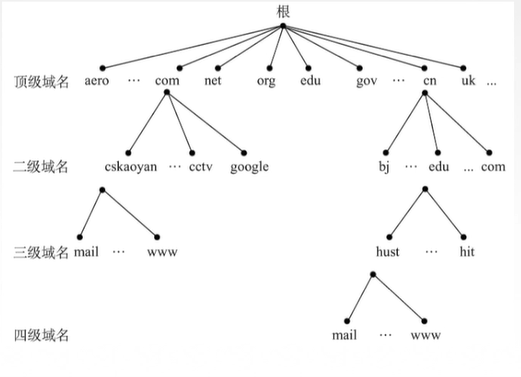 根
顶级域名 aero … com net org edu gov … cn uk ...
二级域名 cskaoyan … cctv google bj … edu ... com
三级域名 mail … www hust … hit
四级域名 mail … www